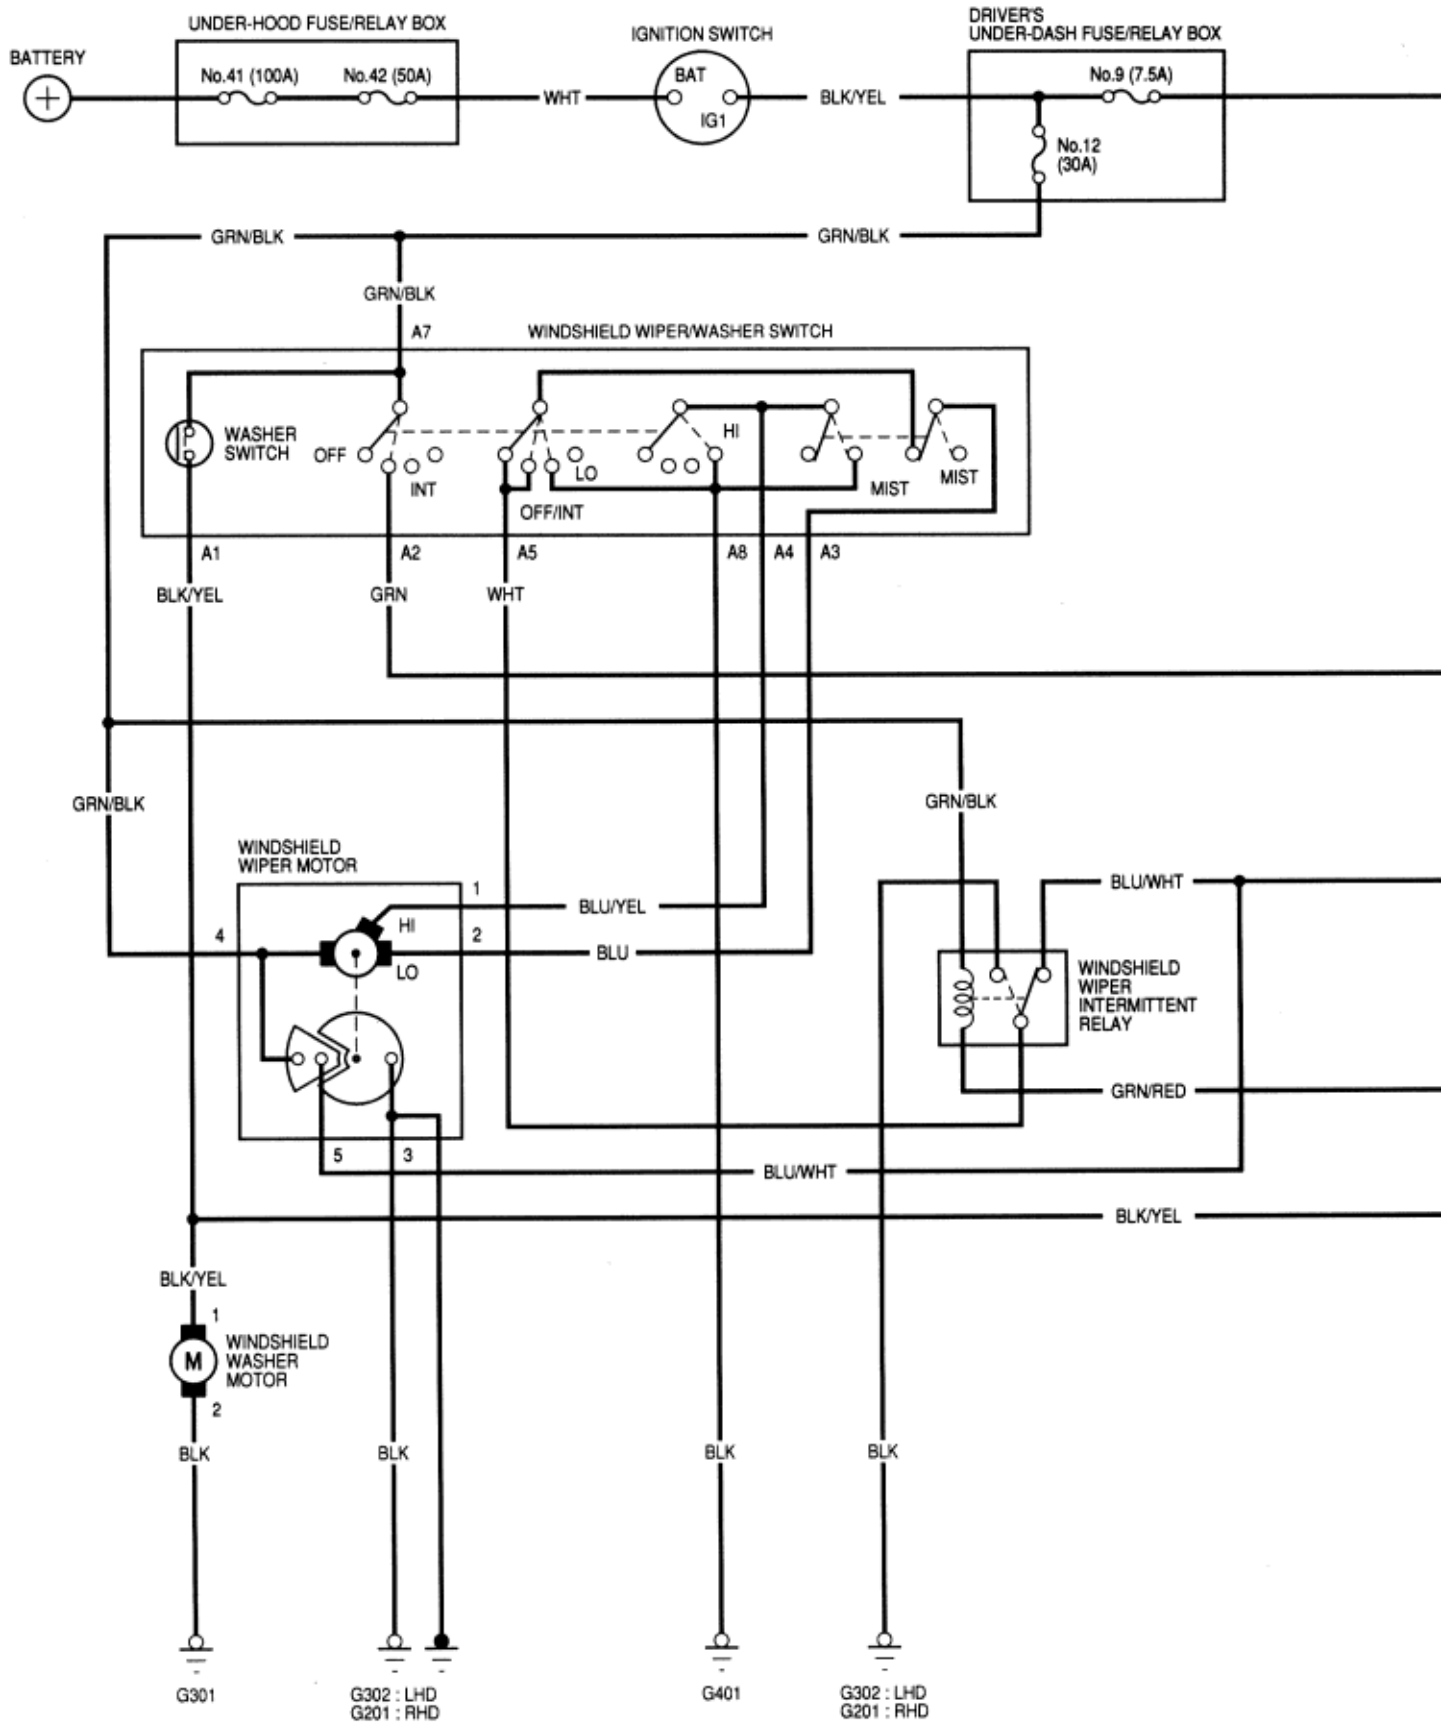 UNDER-HOOD FUSE/RELAY BOX
BATTERY
No.41 (100A)
No.42 (50A)
WHT
IGNITION SWITCH
BAT
IG1
BLK/YEL
DRIVER'S
UNDER-DASH FUSE/RELAY BOX
No.9 (7.5A)
No.12
(30A)
GRN/BLK
GRN/BLK
GRN/BLK
A7
WINDSHIELD WIPER/WASHER SWITCH
WASHER
SWITCH
OFF
INT
LO
OFF/INT
HI
MIST
MIST
A1
A2
A5
A8
A4
A3
BLK/YEL
GRN
WHT
GRN/BLK
GRN/BLK
WINDSHIELD
WIPER MOTOR
1
BLU/YEL
BLU/WHT
HI
4
2
BLU
LO
WINDSHIELD
WIPER
INTERMITTENT
RELAY
GRN/RED
5
3
BLU/WHT
BLK/YEL
BLK/YEL
1
M
WINDSHIELD
WASHER
MOTOR
2
BLK
BLK
BLK
BLK
G301
G302 : LHD
G201 : RHD
G401
G302 : LHD
G201 : RHD